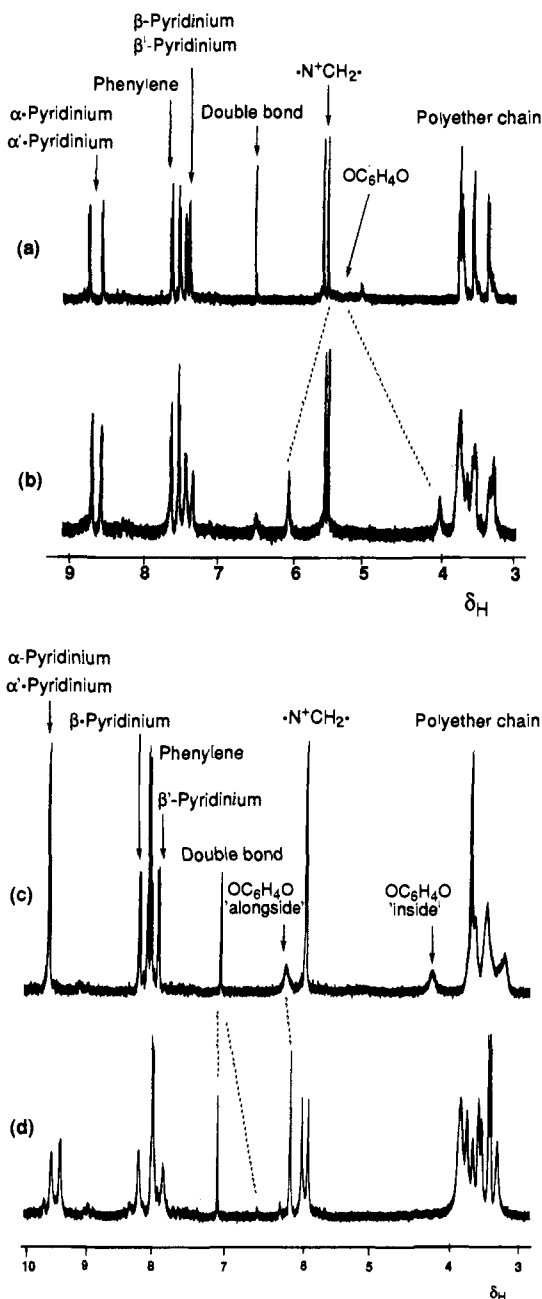 β-Pyridinium
β'-Pyridinium
·N⁺CH₂·
Phenylene
Double bond
Polyether chain
α·Pyridinium
α'·Pyridinium
OC₆H₄O
(a)
(b)
9 8 7 6 5 4 3
δH
α-Pyridinium
α'·Pyridinium
β·Pyridinium
·N⁺CH₂·
Polyether chain
Phenylene
β'-Pyridinium
Double bond
OC₆H₄O
'alongside'
OC₆H₄O
'inside'
(c)
(d)
10 9 8 7 6 5 4 3
δH